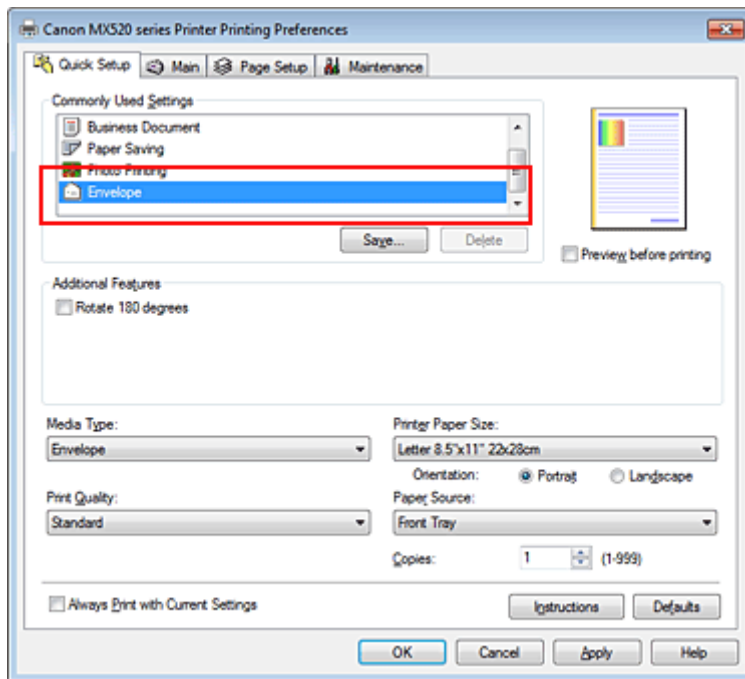 Canon MX520 series Printer Printing Preferences
Quick Setup Main Page Setup Maintenance
Commonly Used Settings
Business Document
Paper Saving
Photo Printing
Envelope
Save... Delete
Preview before printing
Additional Features
Rotate 180 degrees
Media Type: Printer Paper Size:
Envelope Letter 8.5"x11" 22x28cm
Orientation: Portrait Landscape
Print Quality: Paper Source:
Standard Front Tray
Copies: 1 (1-999)
Always Print with Current Settings Instructions Defaults
OK Cancel Apply Help